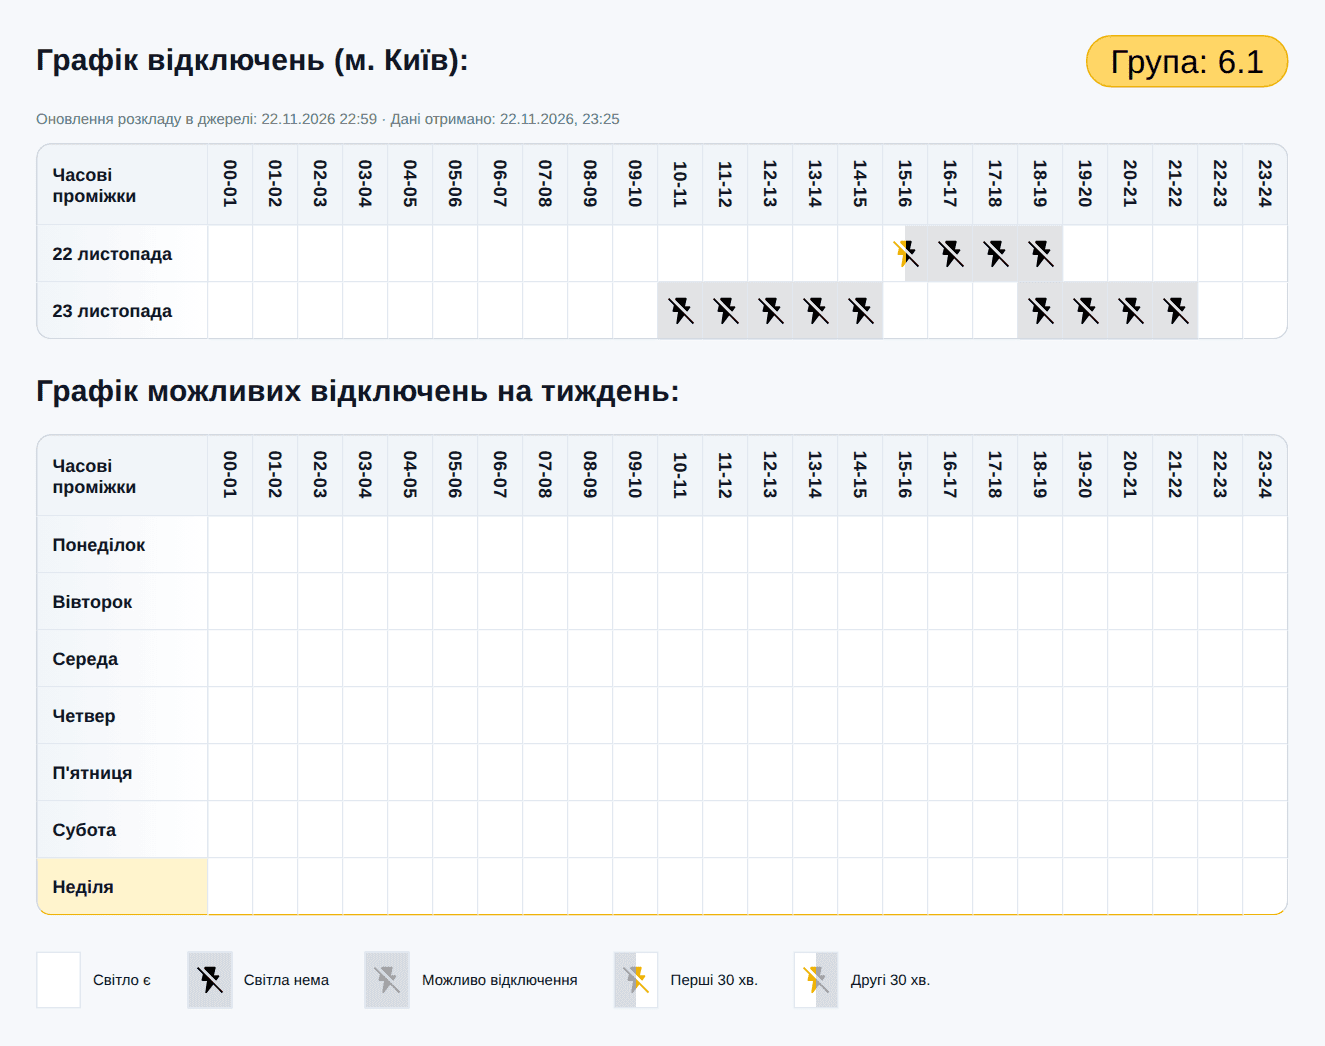 Графік відключень (м. Київ):
Група: 6.1
Оновлення розкладу в джерелі: 22.11.2026 22:59 · Дані отримано: 22.11.2026, 23:25
Часові проміжки 00-01 01-02 02-03 03-04 04-05 05-06 06-07 07-08 08-09 09-10 10-11 11-12 12-13 13-14 14-15 15-16 16-17 17-18 18-19 19-20 20-21 21-22 22-23 23-24
22 листопада
23 листопада
Графік можливих відключень на тиждень:
Часові проміжки 00-01 01-02 02-03 03-04 04-05 05-06 06-07 07-08 08-09 09-10 10-11 11-12 12-13 13-14 14-15 15-16 16-17 17-18 18-19 19-20 20-21 21-22 22-23 23-24
Понеділок
Вівторок
Середа
Четвер
П'ятниця
Субота
Неділя
Світло є Світла нема Можливо відключення Перші 30 хв. Другі 30 хв.